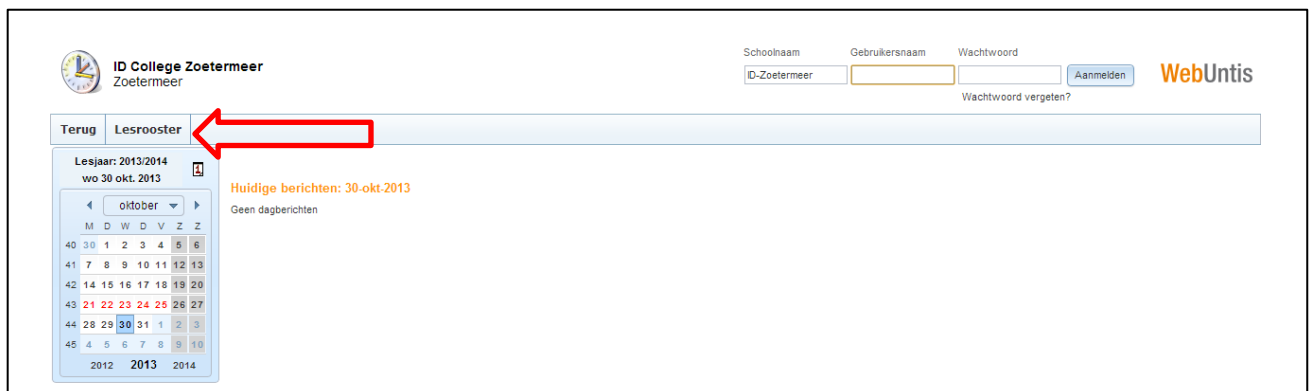 ID College Zoetermeer
Zoetermeer
Schoolnaam Gebruikersnaam Wachtwoord
ID-Zoetermeer Aanmelden
Wachtwoord vergeten?
WebUntis
Terug Lesrooster
Lesjaar: 2013/2014
wo 30 okt. 2013
1
oktober
M D W D V Z Z
40 30 1 2 3 4 5 6
41 7 8 9 10 11 12 13
42 14 15 16 17 18 19 20
43 21 22 23 24 25 26 27
44 28 29 30 31 1 2 3
45 4 5 6 7 8 9 10
2012 2013 2014
Huidige berichten: 30-okt-2013
Geen dagberichten